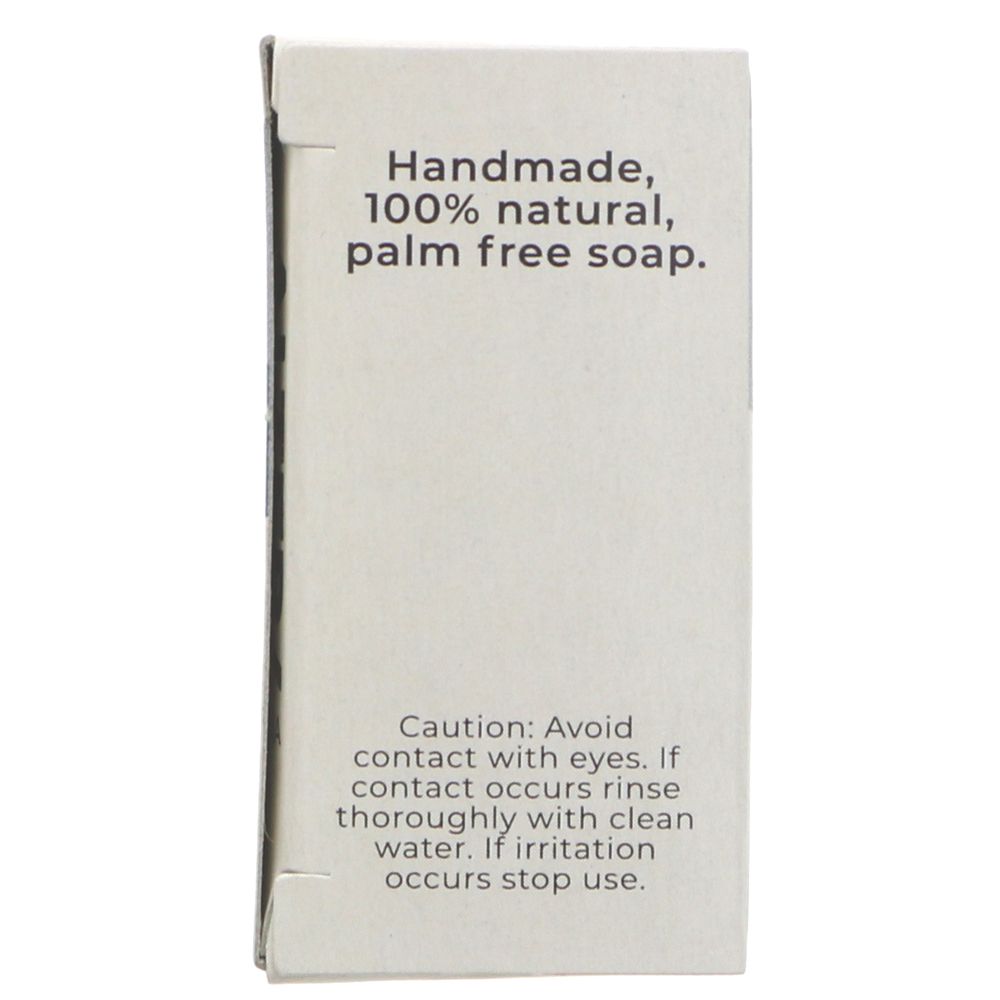 Handmade,
100% natural,
palm free soap.
Caution: Avoid
contact with eyes. If
contact occurs rinse
thoroughly with clean
water. If irritation
occurs stop use.